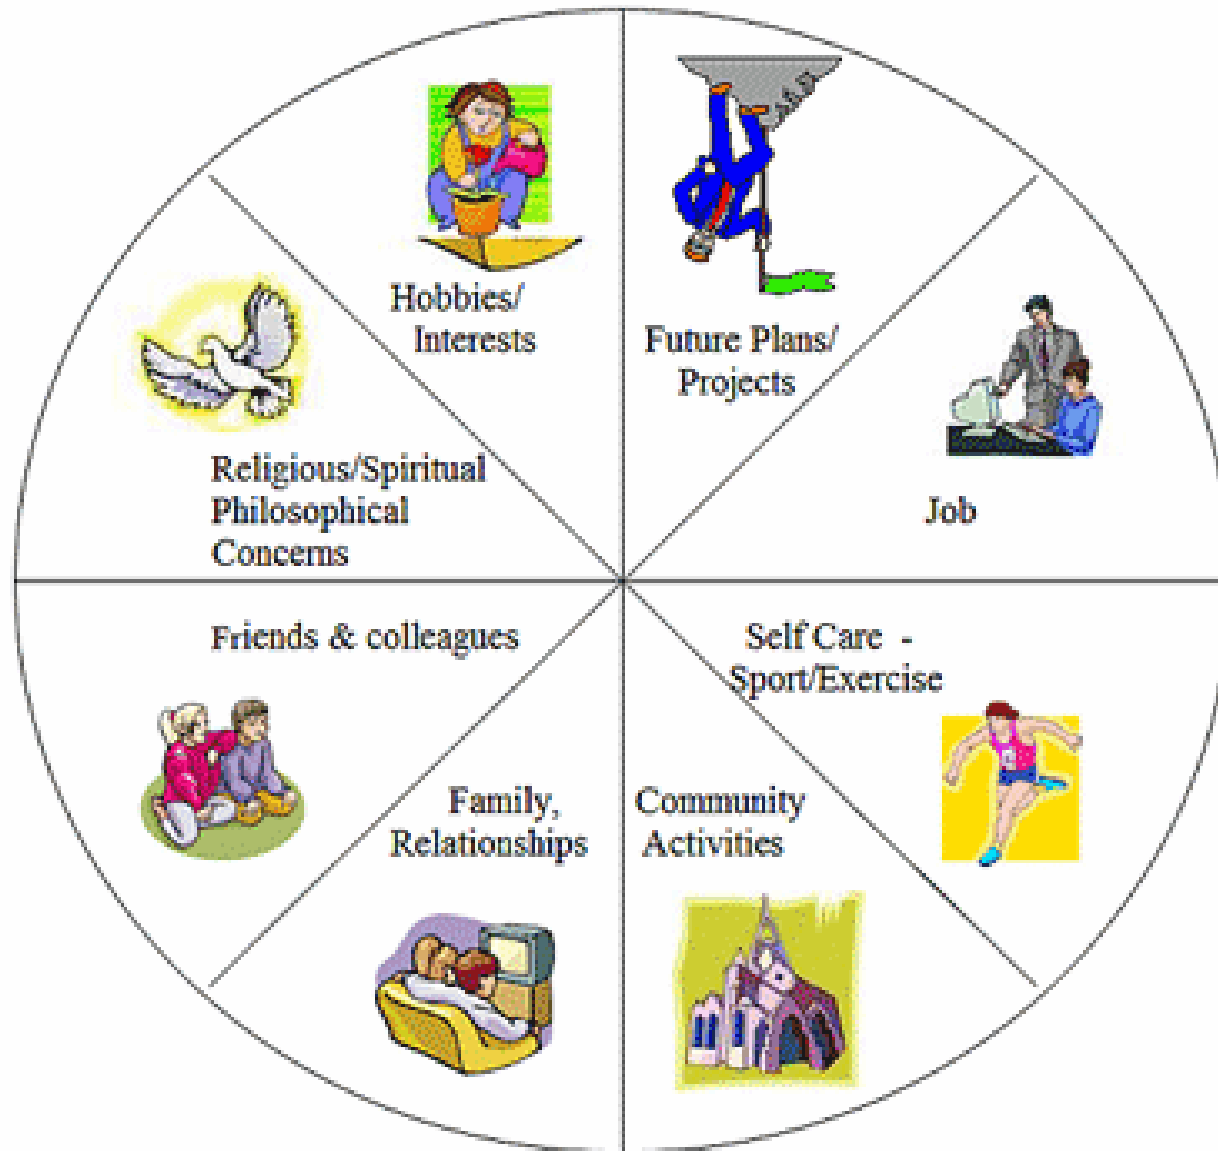 Hobbies/
Interests
Future Plans/
Projects
Religious/Spiritual
Philosophical
Concerns
Job
Friends & colleagues
Self Care -
Sport/Exercise
Family,
Relationships
Community
Activities